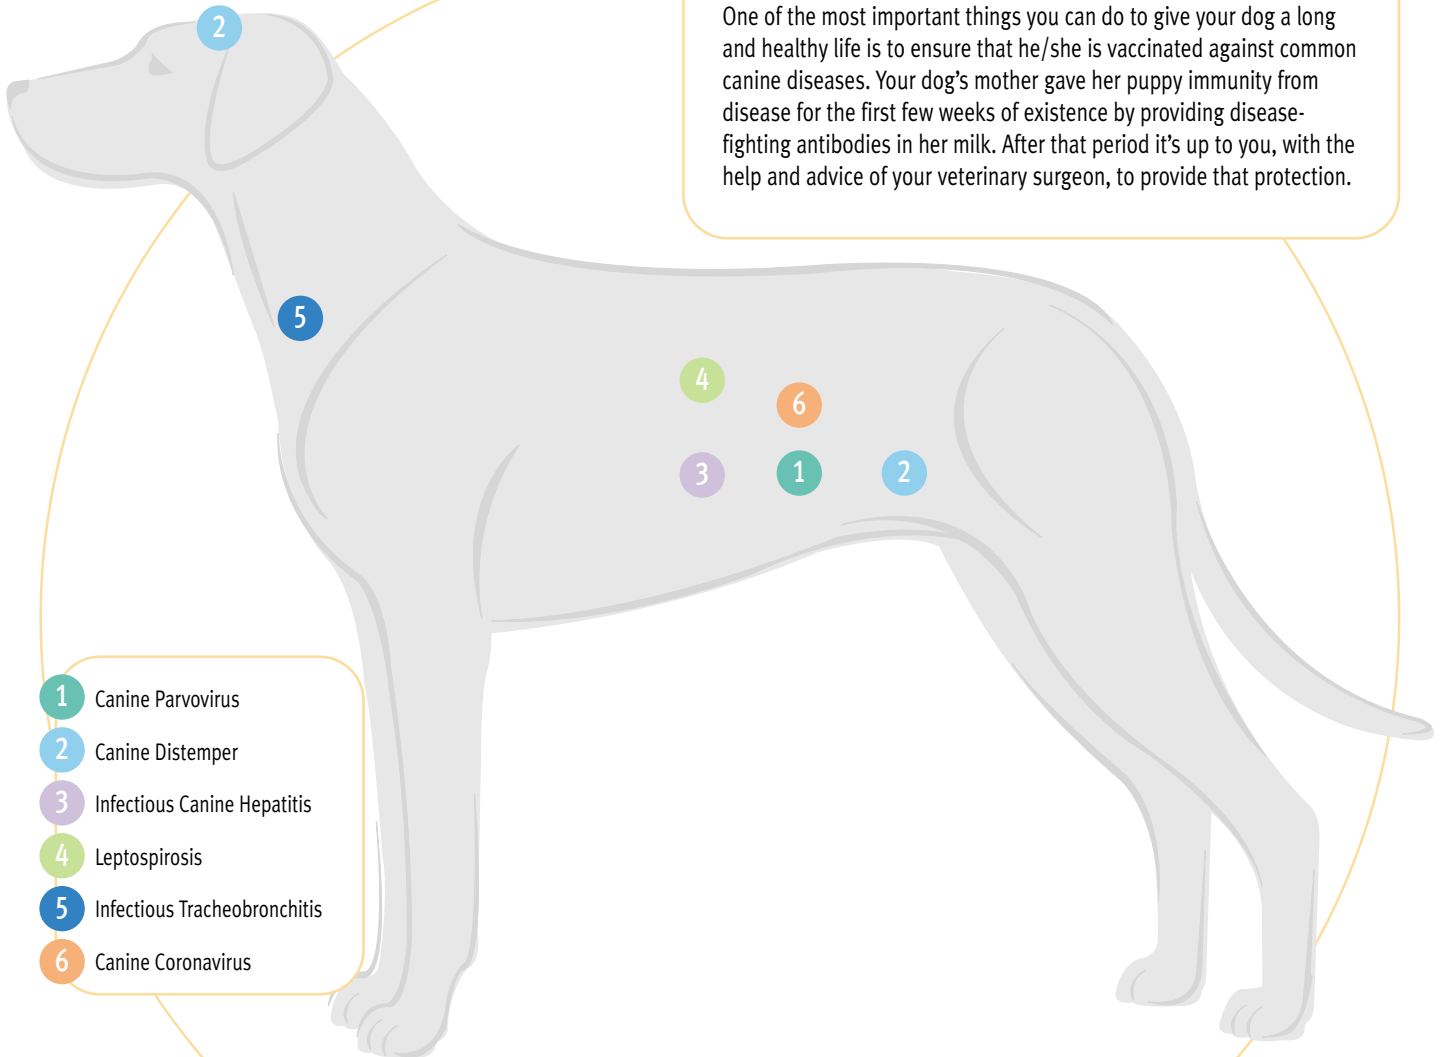 One of the most important things you can do to give your dog a long
and healthy life is to ensure that he/she is vaccinated against common
canine diseases. Your dog’s mother gave her puppy immunity from
disease for the first few weeks of existence by providing disease-
fighting antibodies in her milk. After that period it’s up to you, with the
help and advice of your veterinary surgeon, to provide that protection.
2
5
4
6
3 1 2
1 Canine Parvovirus
2 Canine Distemper
3 Infectious Canine Hepatitis
4 Leptospirosis
5 Infectious Tracheobronchitis
6 Canine Coronavirus